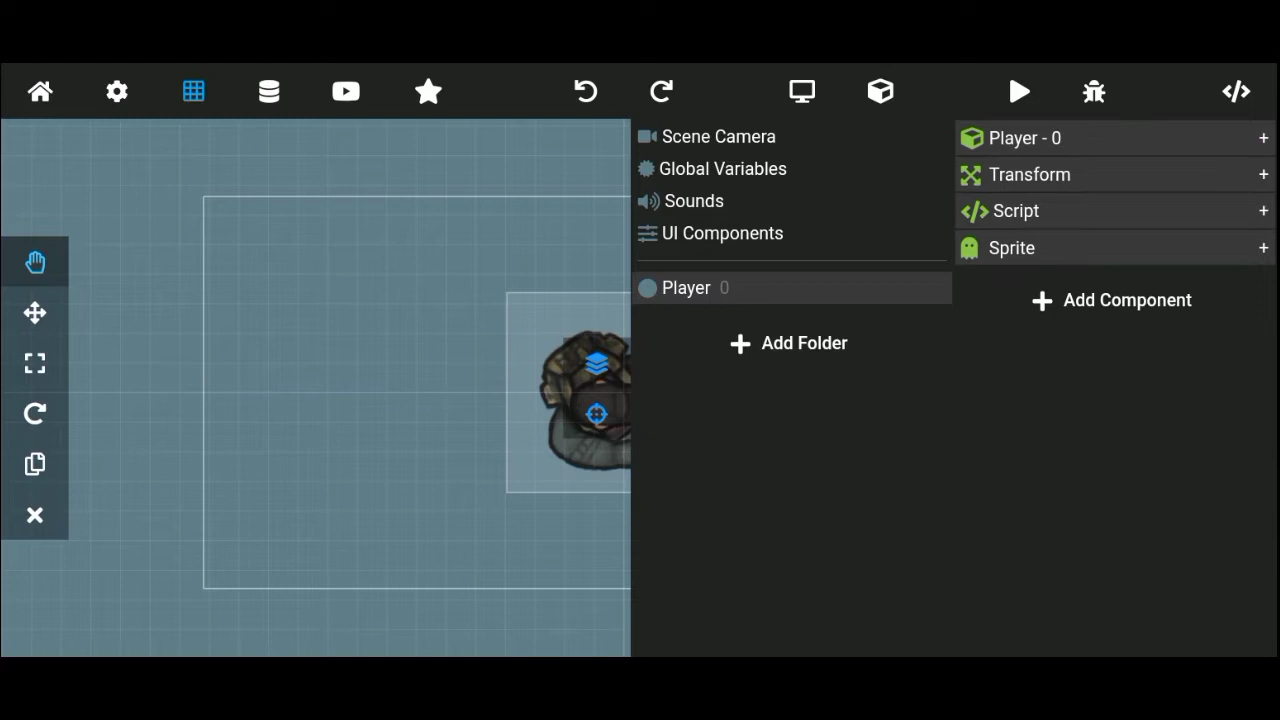 Scene Camera
Global Variables
Sounds
UI Components
Player 0
+ Add Folder
Player - 0 +
Transform +
</> Script +
Sprite +
+ Add Component